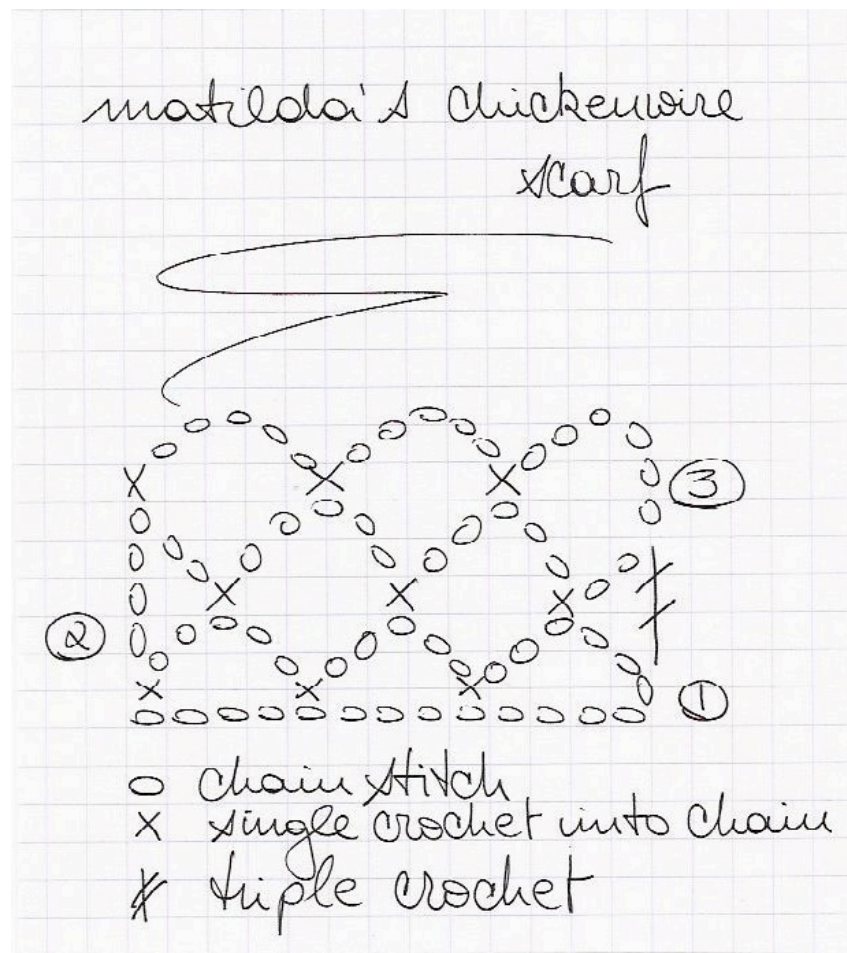 matilda's chickenwire
scarf
3
2
1
chain stitch
single crochet into chain
triple crochet